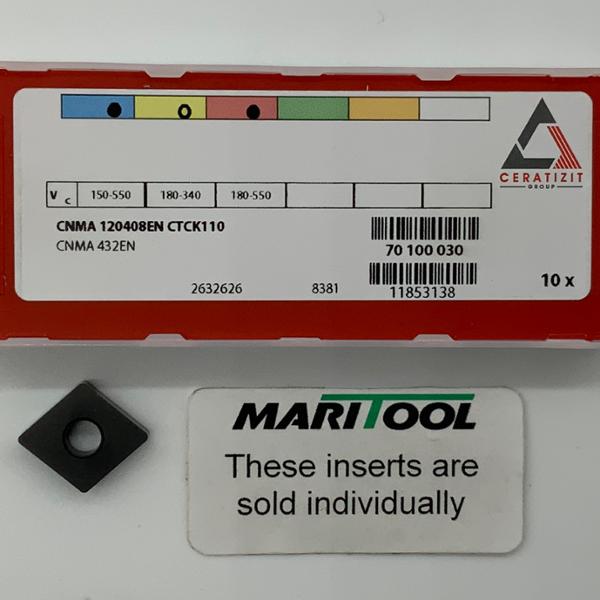 CERATIZIT
GROUP
Vc 150-550 180-340 180-550
CNMA 120408EN CTCK110
CNMA 432EN
70 100 030
2632626 8381 11853138 10 x
MARITOOL
These inserts are
sold individually